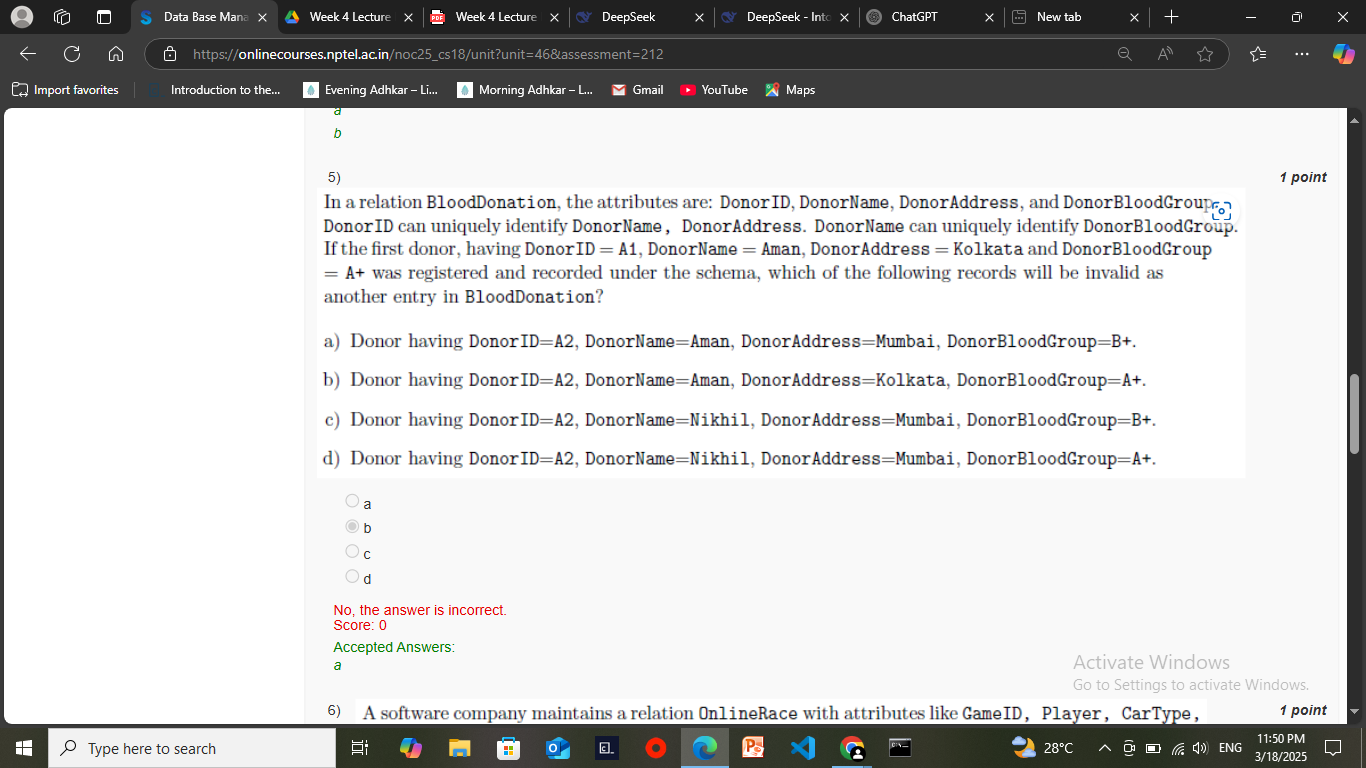 Data Base Mana
Week 4 Lecture
PDF
Week 4 Lecture
DeepSeek
DeepSeek - Into
ChatGPT
New tab
https://onlinecourses.nptel.ac.in/noc25_cs18/unit?unit=46&assessment=212
Import favorites
Introduction to the...
Evening Adhkar – Li...
Morning Adhkar – L...
Gmail
YouTube
Maps
a
b
5)
1 point
In a relation BloodDonation, the attributes are: DonorID, DonorName, DonorAddress, and DonorBloodGroup.
DonorID can uniquely identify DonorName, DonorAddress. DonorName can uniquely identify DonorBloodGroup.
If the first donor, having DonorID = A1, DonorName = Aman, DonorAddress = Kolkata and DonorBloodGroup
= A+ was registered and recorded under the schema, which of the following records will be invalid as
another entry in BloodDonation?
a) Donor having DonorID=A2, DonorName=Aman, DonorAddress=Mumbai, DonorBloodGroup=B+.
b) Donor having DonorID=A2, DonorName=Aman, DonorAddress=Kolkata, DonorBloodGroup=A+.
c) Donor having DonorID=A2, DonorName=Nikhil, DonorAddress=Mumbai, DonorBloodGroup=B+.
d) Donor having DonorID=A2, DonorName=Nikhil, DonorAddress=Mumbai, DonorBloodGroup=A+.
a
b
c
d
No, the answer is incorrect.
Score: 0
Accepted Answers:
a
Activate Windows
Go to Settings to activate Windows.
6)
A software company maintains a relation OnlineRace with attributes like GameID, Player, CarType,
1 point
Type here to search
28°C
ENG
11:50 PM
3/18/2025